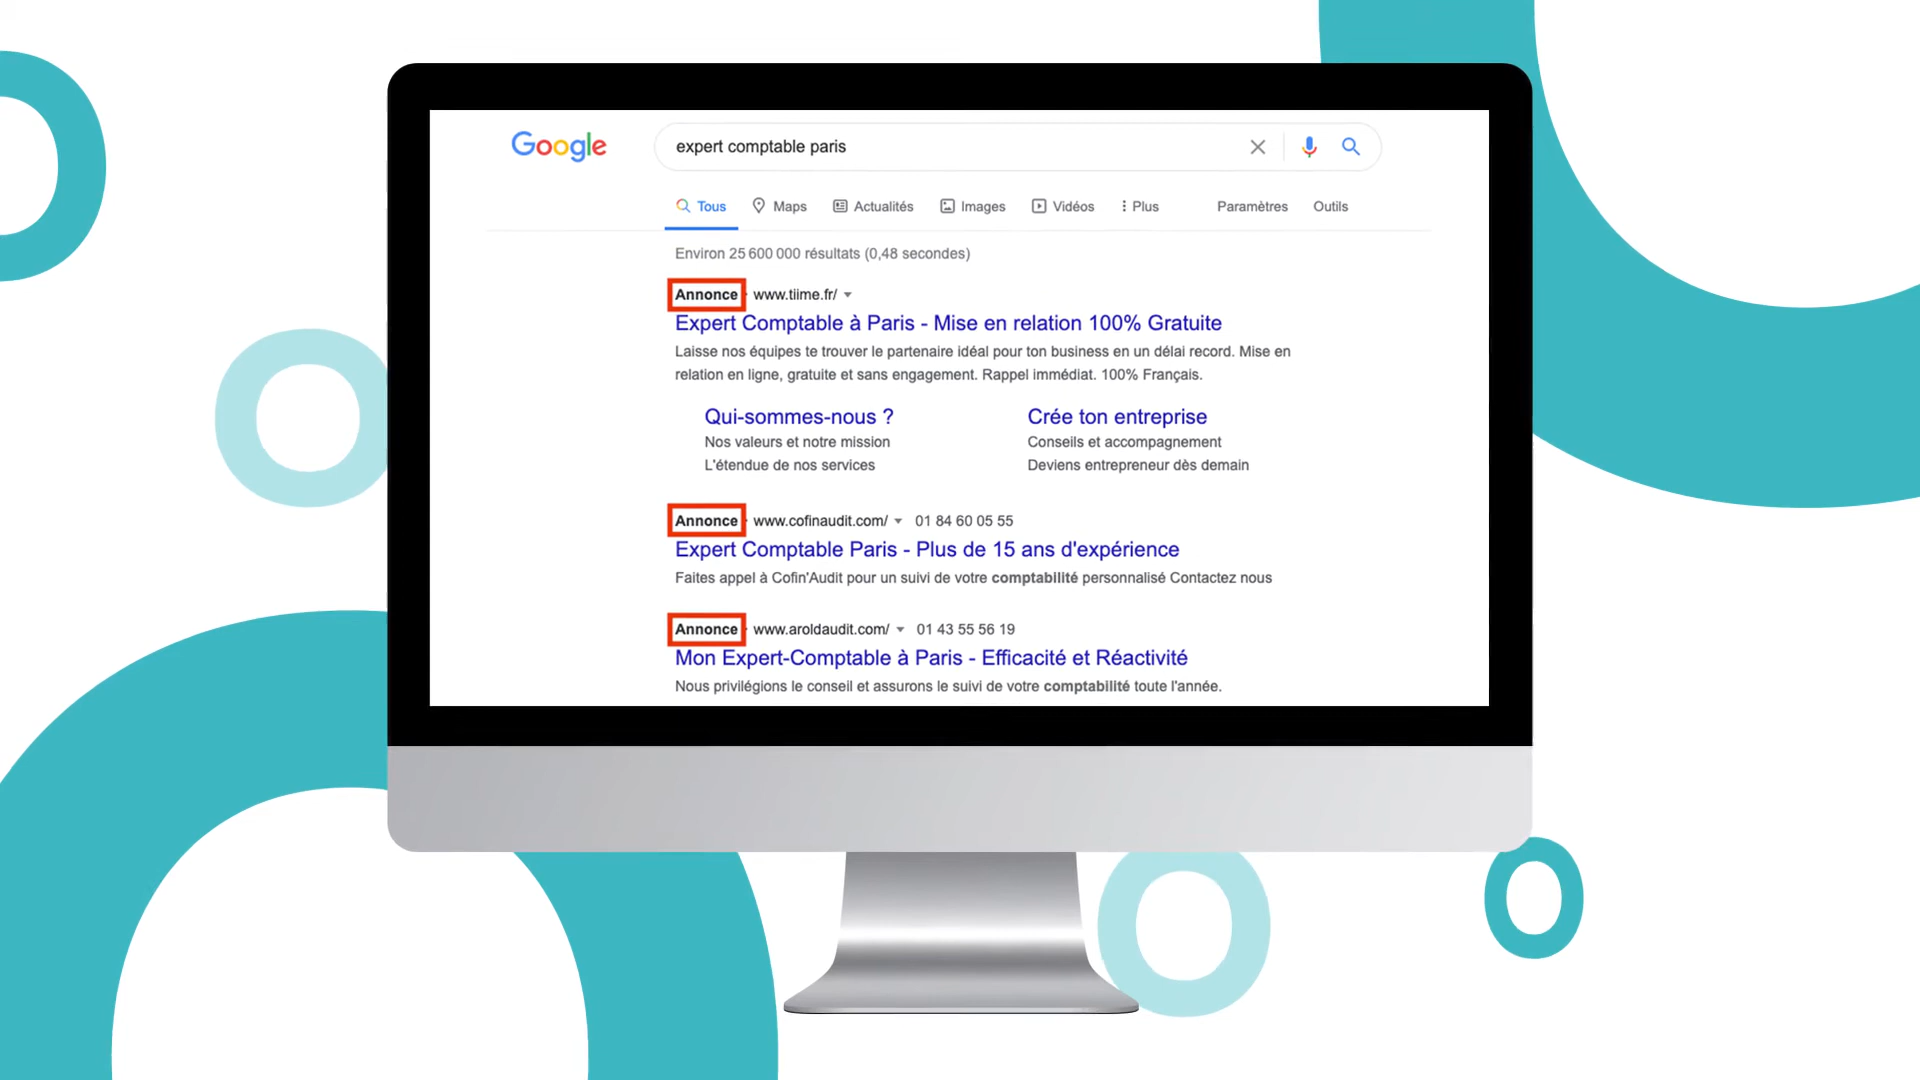 Google
expert comptable paris
Tous Maps Actualités Images Vidéos Plus Paramètres Outils
Environ 25 600 000 résultats (0,48 secondes)
Annonce www.tiime.fr/
Expert Comptable à Paris - Mise en relation 100% Gratuite
Laisse nos équipes te trouver le partenaire idéal pour ton business en un délai record. Mise en
relation en ligne, gratuite et sans engagement. Rappel immédiat. 100% Français.
Qui-sommes-nous ?
Nos valeurs et notre mission
L'étendue de nos services
Crée ton entreprise
Conseils et accompagnement
Deviens entrepreneur dès demain
Annonce www.cofinaudit.com/ 01 84 60 05 55
Expert Comptable Paris - Plus de 15 ans d'expérience
Faites appel à Cofin'Audit pour un suivi de votre comptabilité personnalisé Contactez nous
Annonce www.aroldaudit.com/ 01 43 55 56 19
Mon Expert-Comptable à Paris - Efficacité et Réactivité
Nous privilégions le conseil et assurons le suivi de votre comptabilité toute l'année.